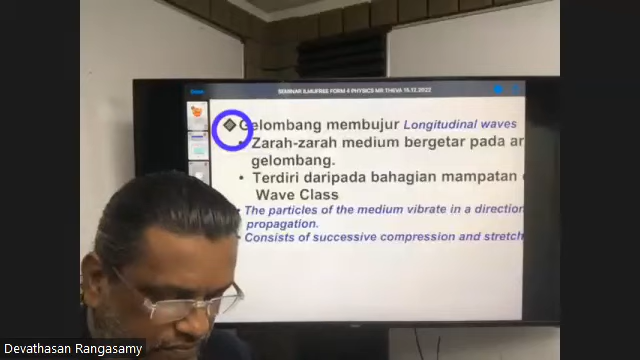 SEMINAR ILMUFREE FORM 4 PHYSICS MR THEVA 15.12.2022
Gelombang membujur Longitudinal waves
Zarah-zarah medium bergetar pada
gelombang.
Terdiri daripada bahagian mampatan
Wave Class
The particles of the medium vibrate in a direction
propagation.
Consists of successive compression and stretch
Devathasan Rangasamy